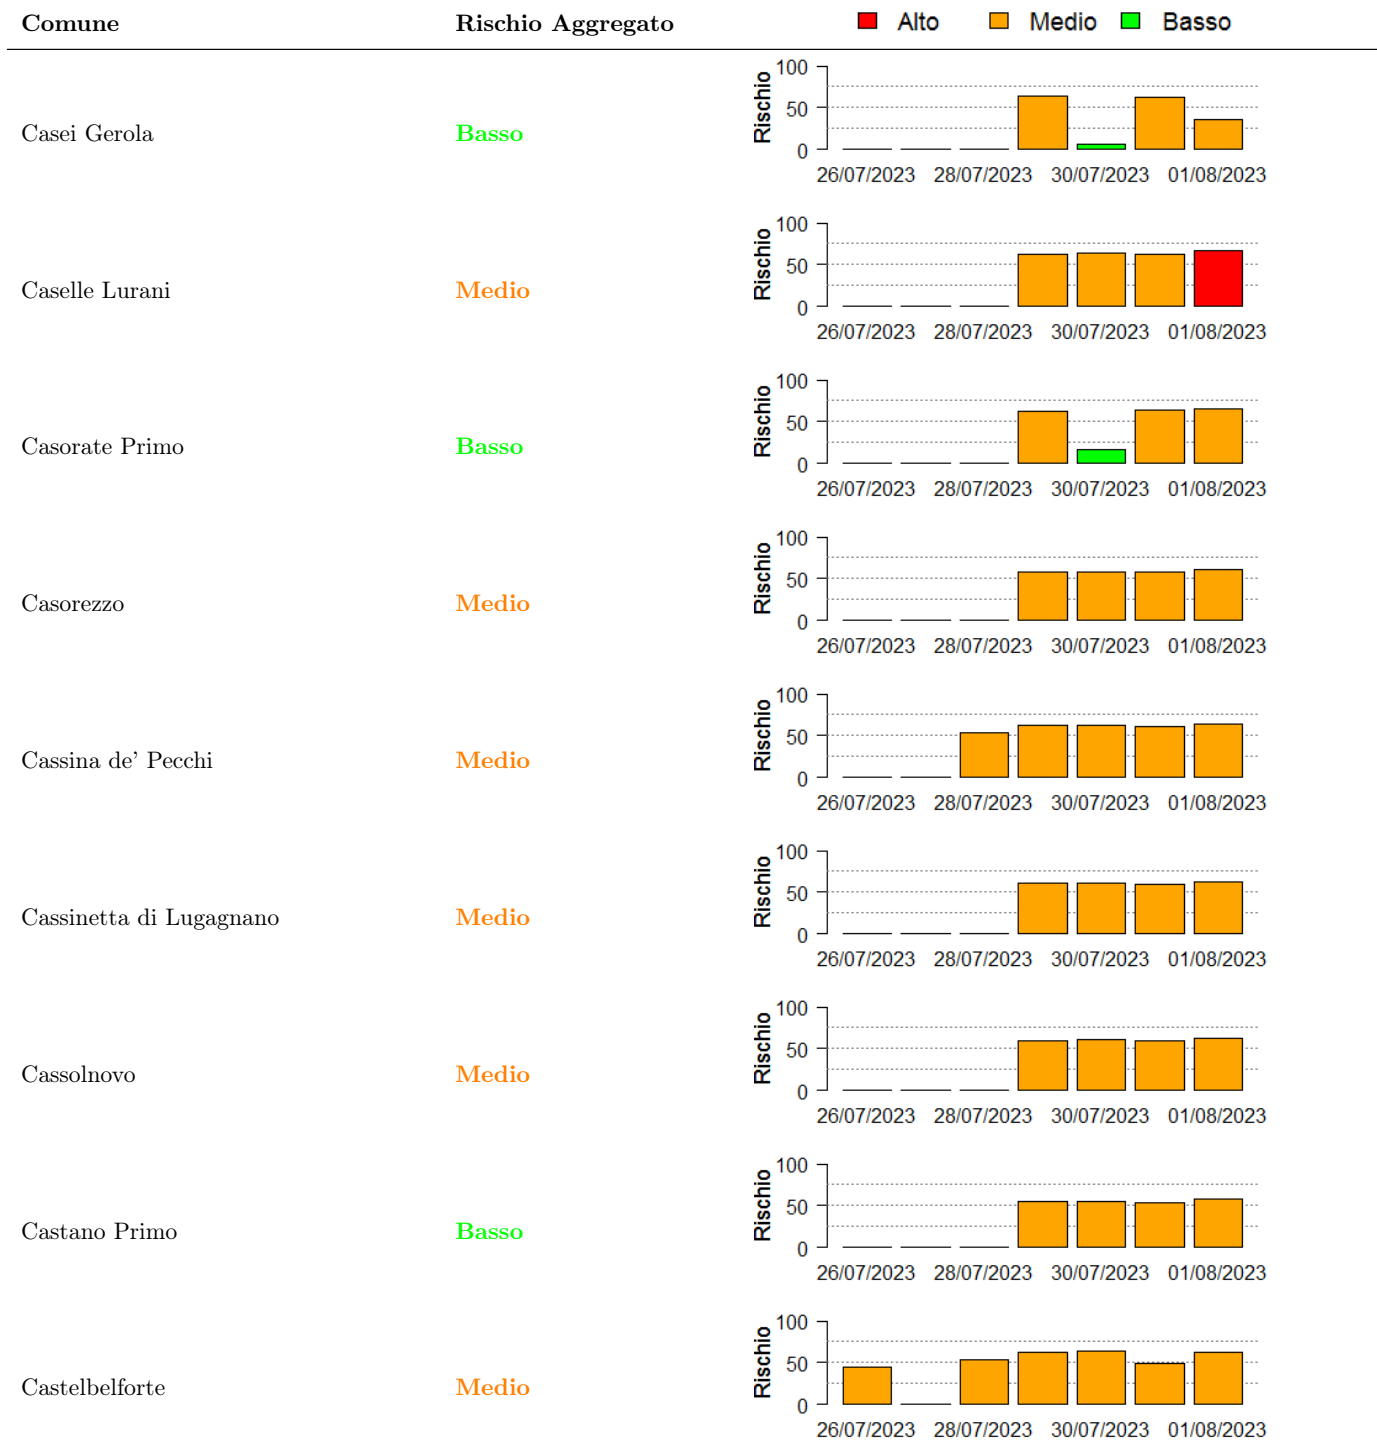 Comune Rischio Aggregato Alto Medio Basso
100
50
0
Rischio
Casei Gerola Basso
26/07/2023 28/07/2023 30/07/2023 01/08/2023
100
50
0
Rischio
Caselle Lurani Medio
26/07/2023 28/07/2023 30/07/2023 01/08/2023
100
50
0
Rischio
Casorate Primo Basso
26/07/2023 28/07/2023 30/07/2023 01/08/2023
100
50
0
Rischio
Casorezzo Medio
26/07/2023 28/07/2023 30/07/2023 01/08/2023
100
50
0
Rischio
Cassina de’ Pecchi Medio
26/07/2023 28/07/2023 30/07/2023 01/08/2023
100
50
0
Rischio
Cassinetta di Lugagnano Medio
26/07/2023 28/07/2023 30/07/2023 01/08/2023
100
50
0
Rischio
Cassolnovo Medio
26/07/2023 28/07/2023 30/07/2023 01/08/2023
100
50
0
Rischio
Castano Primo Basso
26/07/2023 28/07/2023 30/07/2023 01/08/2023
100
50
0
Rischio
Castelbelforte Medio
26/07/2023 28/07/2023 30/07/2023 01/08/2023